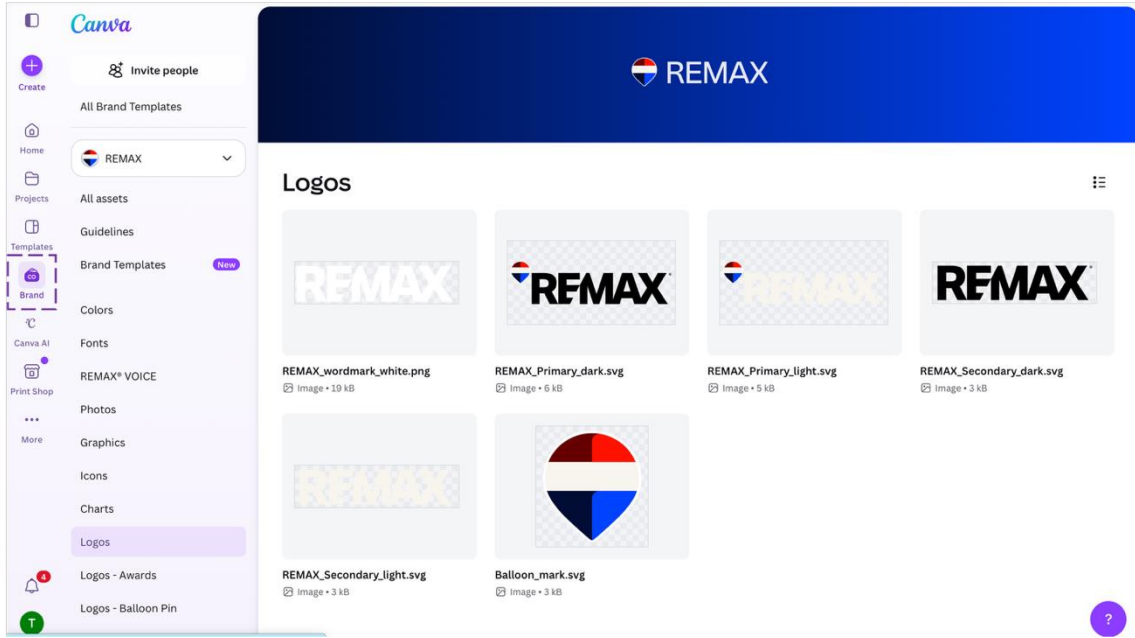 Canva
Create
Home
Projects
Templates
CO
Brand
Canva AI
Print Shop
More
4
T
Invite people
All Brand Templates
REMAX
All assets
Guidelines
Brand Templates New
Colors
Fonts
REMAX® VOICE
Photos
Graphics
Icons
Charts
Logos
Logos - Awards
Logos - Balloon Pin
REMAX
Logos
REMAX
REMAX
REMAX
REMAX
REMAX_wordmark_white.png
Image • 19 kB
REMAX_Primary_dark.svg
Image • 6 kB
REMAX_Primary_light.svg
Image • 5 kB
REMAX_Secondary_dark.svg
Image • 3 kB
REMAX
REMAX_Secondary_light.svg
Image • 3 kB
Balloon_mark.svg
Image • 3 kB
?